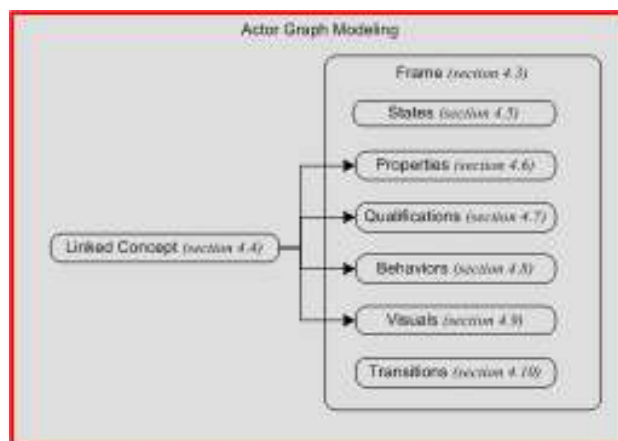 Actor Graph Modeling
Frame (section 4.3)
States (section 4.5)
Properties (section 4.6)
Qualifications (section 4.7)
Linked Concept (section 4.4)
Behaviors (section 4.8)
Visuals (section 4.9)
Transitions (section 4.10)